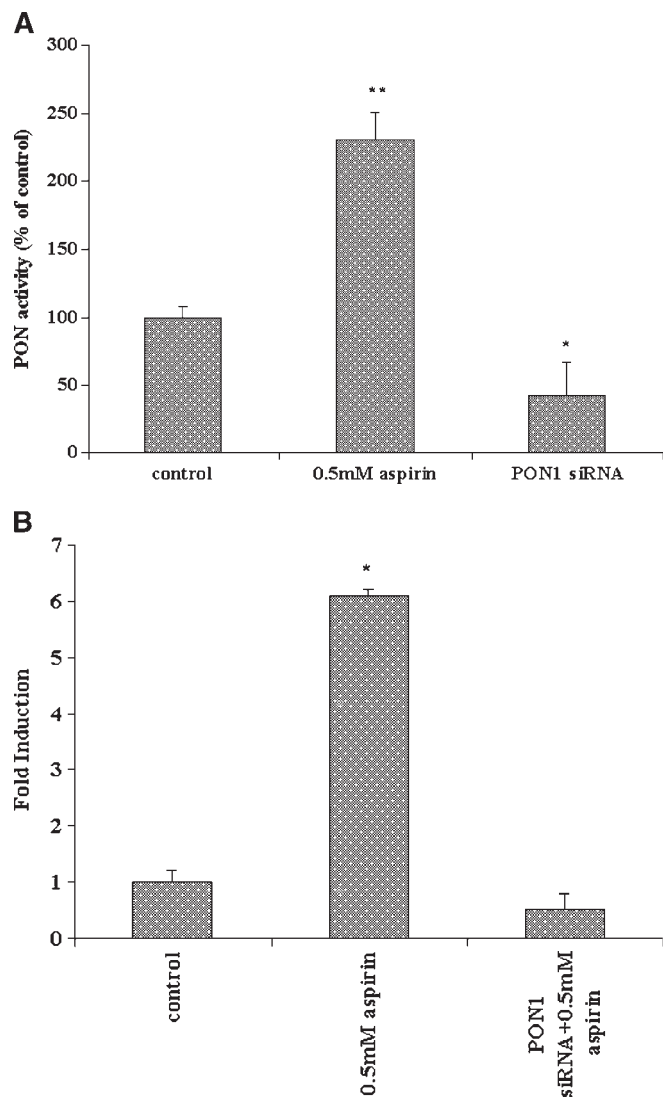 A
300
250
200
150
100
50
0
PON activity (% of control)
**
*
control
0.5mM aspirin
PON1 siRNA
B
7
6
5
4
3
2
1
0
Fold Induction
*
control
0.5mM aspirin
PON1
siRNA+0.5mM
aspirin